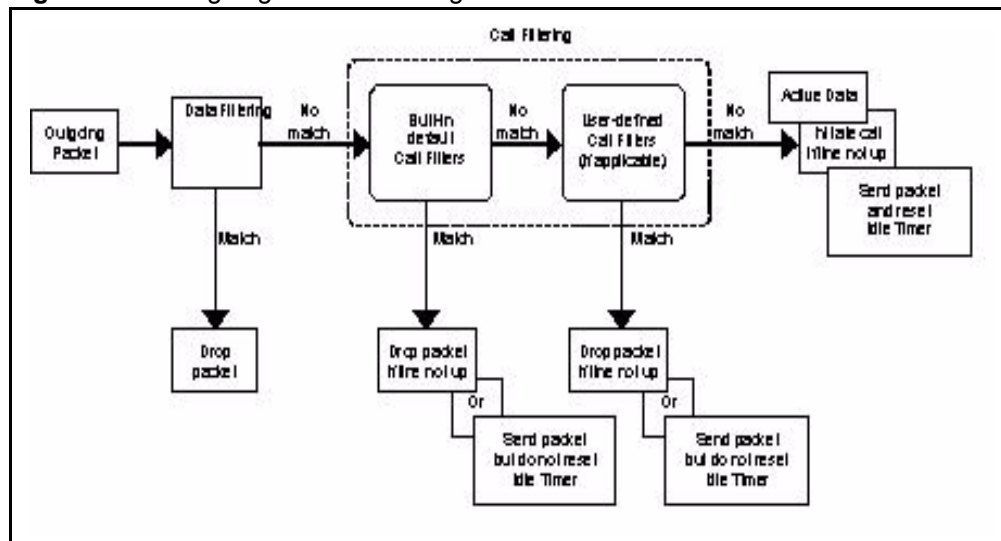 Call Filtering
Outgoing
Packet
Data Filtering
No
match
Built-in
default
Call Filters
No
match
User-defined
Call Filters
(if applicable)
No
match
Active Data
Initiate call
if line not up
Send packet
and reset
Idle Timer
Match
Match
Match
Drop
packet
Drop packet
if line not up
Or
Send packet
but do not reset
Idle Timer
Drop packet
if line not up
Or
Send packet
but do not reset
Idle Timer